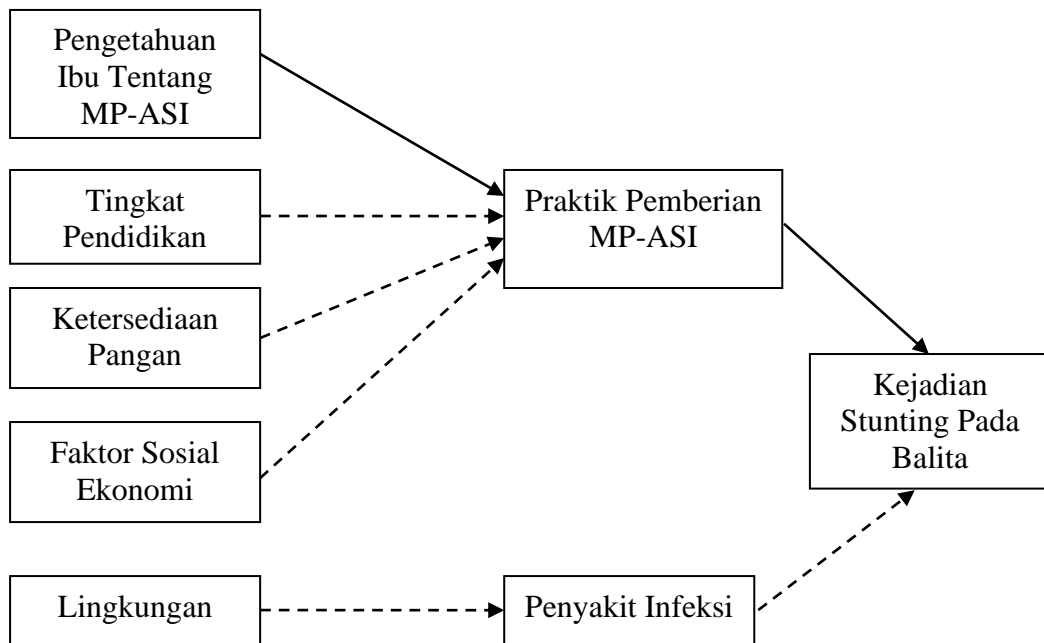 Pengetahuan
Ibu Tentang
MP-ASI
Tingkat
Pendidikan
Praktik Pemberian
MP-ASI
Ketersediaan
Pangan
Kejadian
Stunting Pada
Balita
Faktor Sosial
Ekonomi
Lingkungan
Penyakit Infeksi